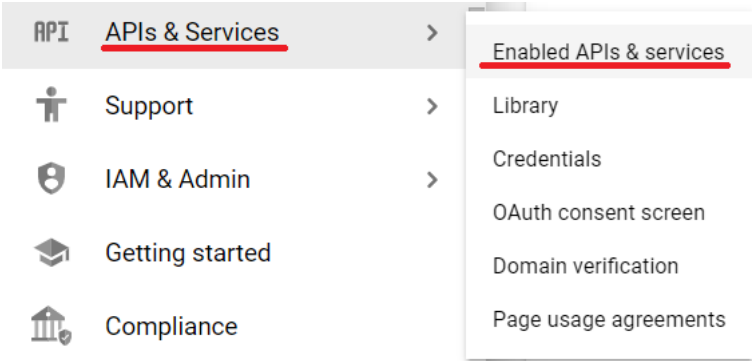 API APIs & Services
Support
IAM & Admin
Getting started
Compliance
Enabled APIs & services
Library
Credentials
OAuth consent screen
Domain verification
Page usage agreements